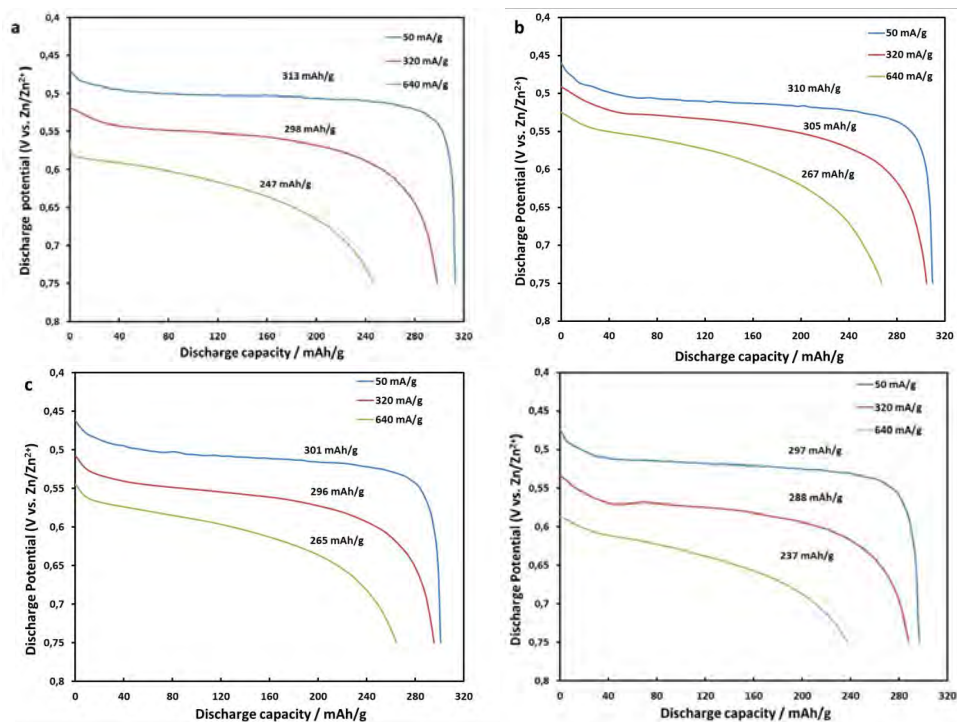 a
Discharge potential (V vs. Zn/Zn²⁺)
0,4
0,45
0,5
0,55
0,6
0,65
0,7
0,75
0,8
50 mA/g
320 mA/g
640 mA/g
313 mAh/g
298 mAh/g
247 mAh/g
0 40 80 120 160 200 240 280 320
Discharge capacity / mAh/g
b
Discharge Potential (V vs. Zn/Zn²⁺)
0,4
0,45
0,5
0,55
0,6
0,65
0,7
0,75
0,8
50 mA/g
320 mA/g
640 mA/g
310 mAh/g
305 mAh/g
267 mAh/g
0 40 80 120 160 200 240 280 320
Discharge capacity / mAh/g
c
Discharge Potential (V vs. Zn/Zn²⁺)
0,4
0,45
0,5
0,55
0,6
0,65
0,7
0,75
0,8
50 mA/g
320 mA/g
640 mA/g
301 mAh/g
296 mAh/g
265 mAh/g
0 40 80 120 160 200 240 280 320
Discharge capacity / mAh/g
Discharge Potential (V vs. Zn/Zn²⁺)
0,4
0,45
0,5
0,55
0,6
0,65
0,7
0,75
0,8
50 mA/g
320 mA/g
640 mA/g
297 mAh/g
288 mAh/g
237 mAh/g
0 40 80 120 160 200 240 280 320
Discharge capacity / mAh/g